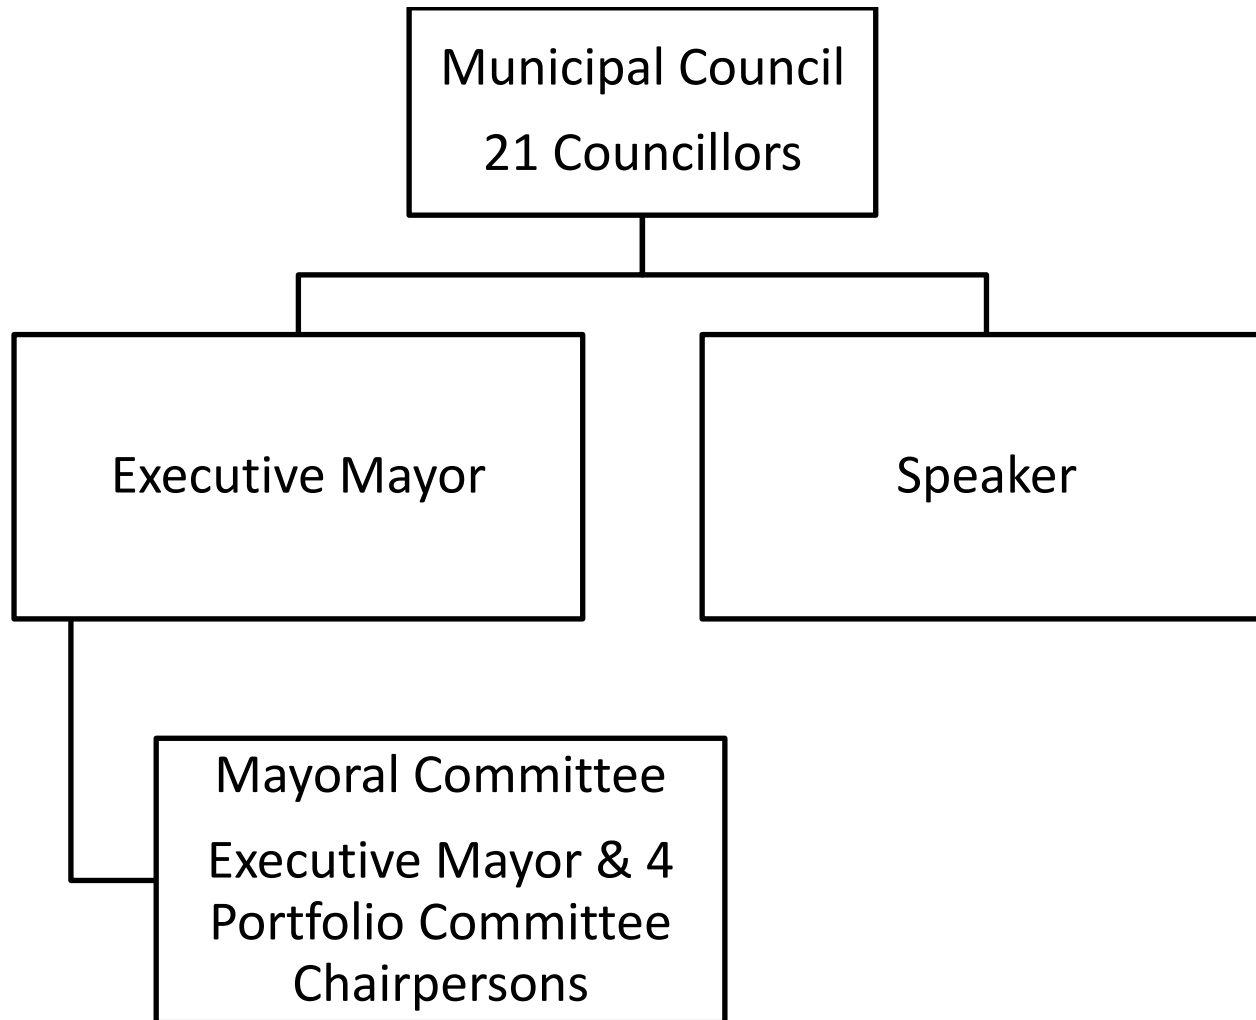 Municipal Council
21 Councillors
Executive Mayor
Speaker
Mayoral Committee
Executive Mayor & 4
Portfolio Committee
Chairpersons